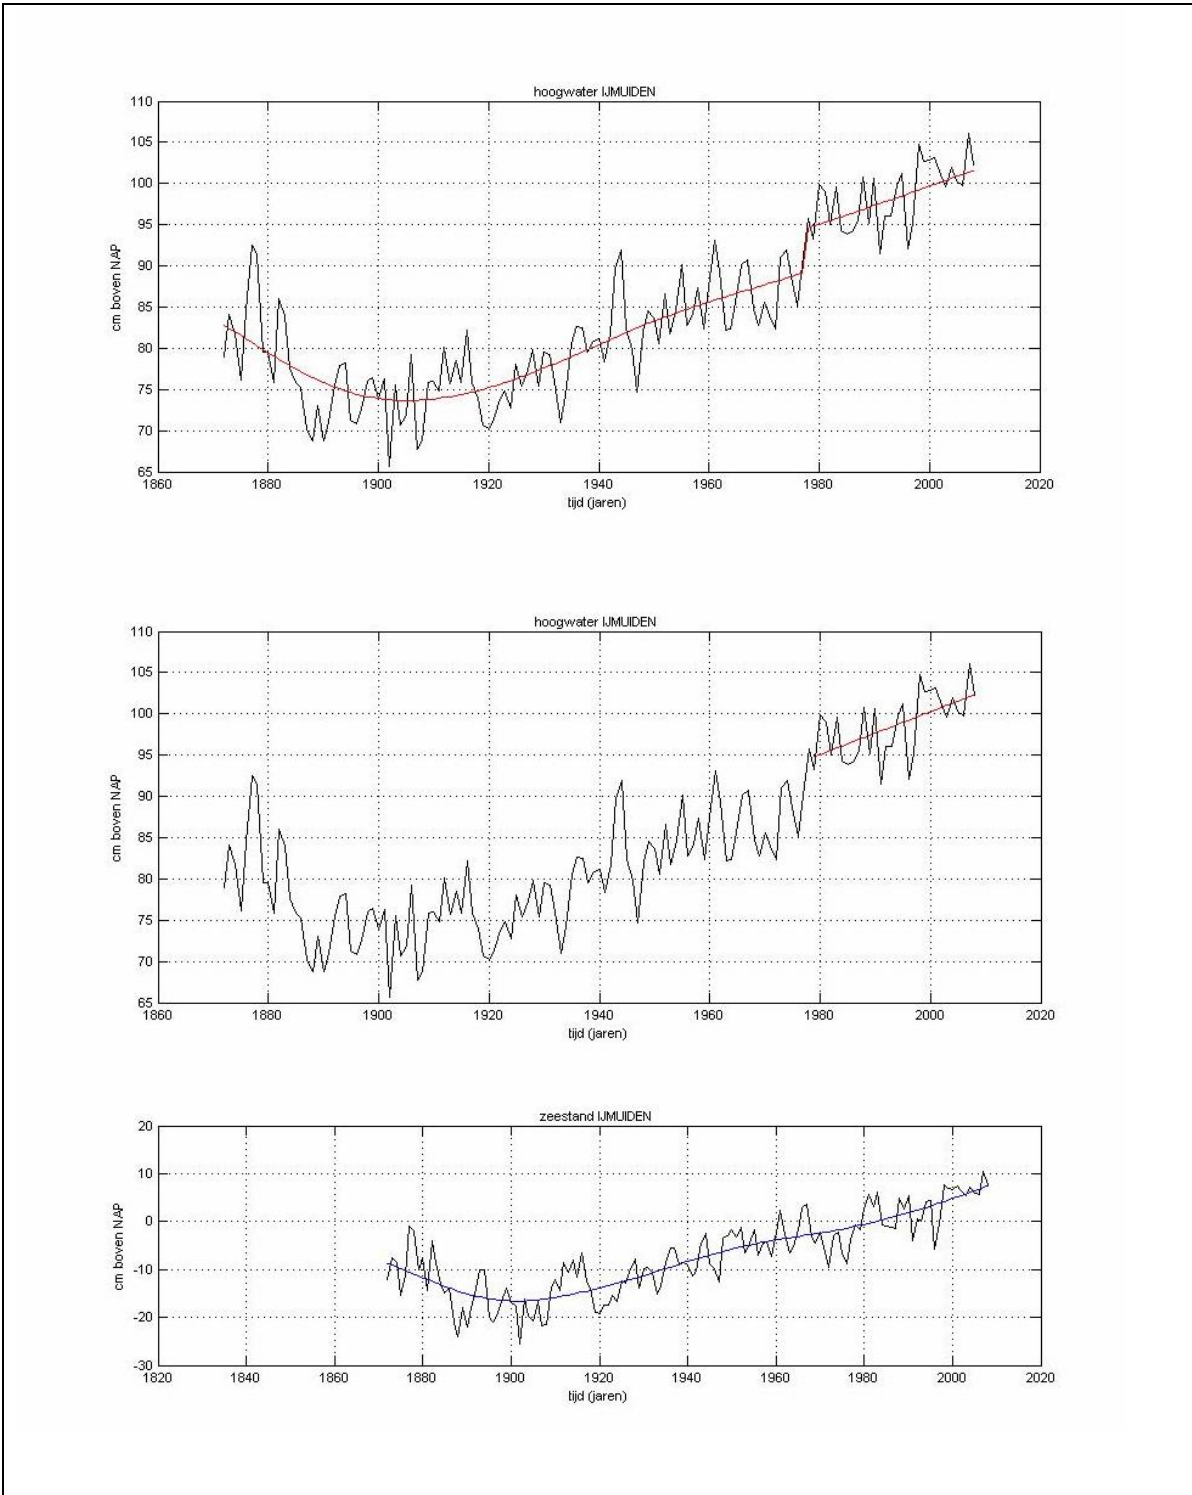 hoogwater IJMUIDEN
110
105
100
95
90
85
80
75
70
65
cm boven NAP
1860 1880 1900 1920 1940 1960 1980 2000 2020
tijd (jaren)
hoogwater IJMUIDEN
110
105
100
95
90
85
80
75
70
65
cm boven NAP
1860 1880 1900 1920 1940 1960 1980 2000 2020
tijd (jaren)
zeestand IJMUIDEN
20
10
0
-10
-20
-30
cm boven NAP
1820 1840 1860 1880 1900 1920 1940 1960 1980 2000 2020
tijd (jaren)